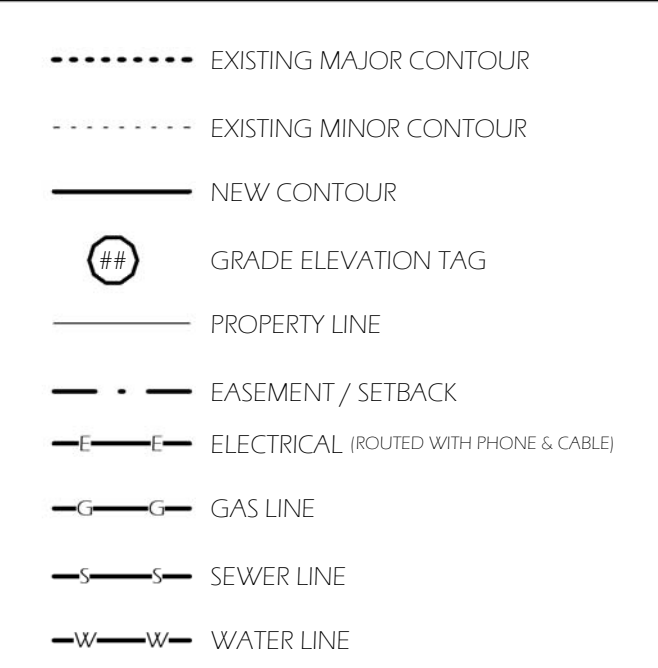 EXISTING MAJOR CONTOUR
EXISTING MINOR CONTOUR
NEW CONTOUR
## GRADE ELEVATION TAG
PROPERTY LINE
EASEMENT / SETBACK
E E ELECTRICAL (ROUTED WITH PHONE & CABLE)
G G GAS LINE
S S SEWER LINE
W W WATER LINE